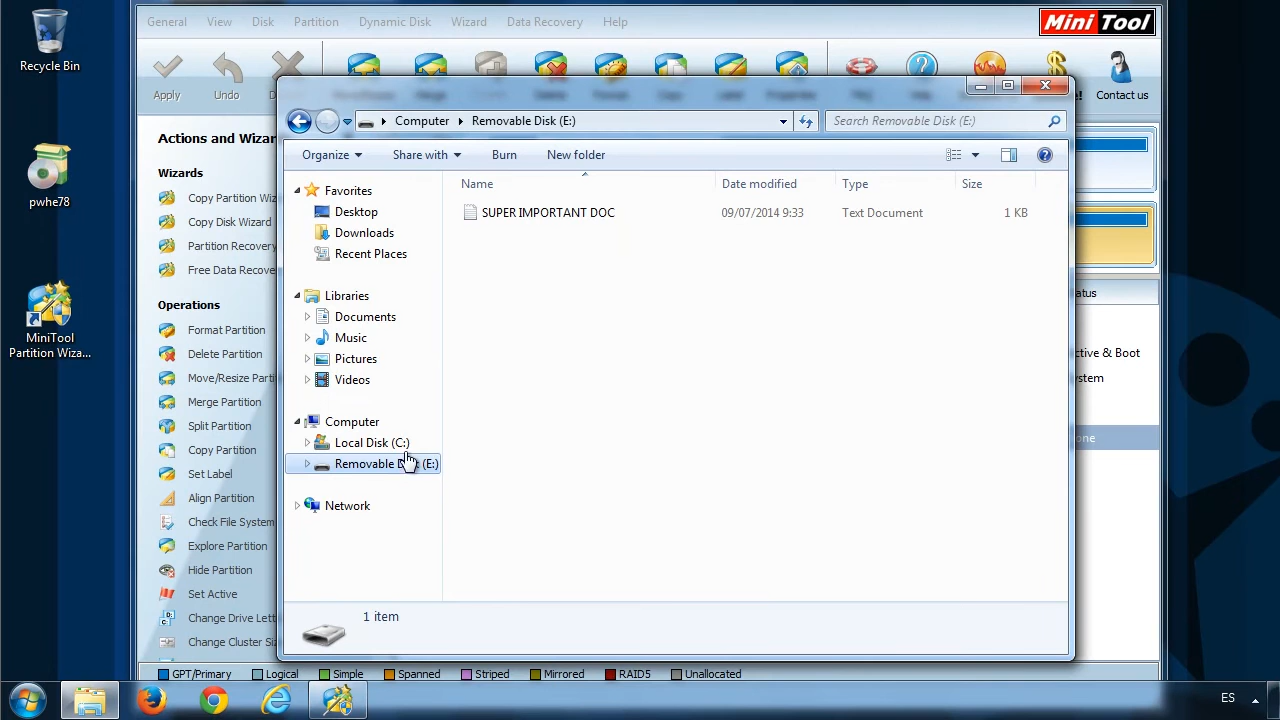 General View Disk Partition Dynamic Disk Wizard Data Recovery Help
Mini Tool
Recycle Bin
Apply Undo
Contact us
Computer Removable Disk (E:)
Search Removable Disk (E:)
Actions and Wizar
Organize Share with Burn New folder
Wizards
Name Date modified Type Size
Favorites
Copy Partition Wiz
pwhe78
Desktop
SUPER IMPORTANT DOC 09/07/2014 9:33 Text Document 1 KB
Copy Disk Wizard
Downloads
Partition Recovery
Recent Places
Free Data Recove
Libraries
atus
Operations
Documents
Format Partition
Music
MiniTool
Partition Wiza...
Delete Partition
Pictures
ctive & Boot
Move/Resize Parti
Videos
stem
Merge Partition
Computer
Split Partition
Local Disk (C:)
one
Copy Partition
Removable D (E:)
Set Label
Align Partition
Network
Check File System
Explore Partition
Hide Partition
Set Active
Change Drive Lett
1 item
Change Cluster Siz
GPT/Primary Logical Simple Spanned Striped Mirrored RAID5 Unallocated
ES